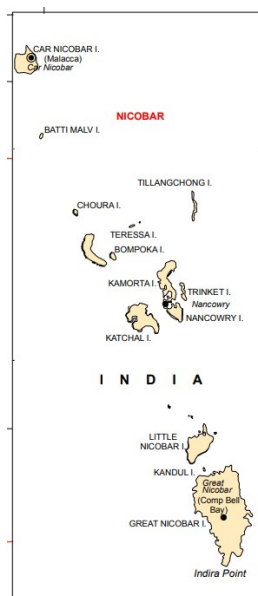 CAR NICOBAR I.
(Malacca)
Car Nicobar
BATTI MALV I.
NICOBAR
TILLANGCHONG I.
CHOURA I.
TERESSA I.
BOMPOKA I.
KAMORTA I.
TRINKET I.
Nancowry
NANCOWRY I.
KATCHAL I.
INDIA
LITTLE
NICOBAR I.
KANDUL I.
Great
Nicobar
(Comp Bell
Bay)
GREAT NICOBAR I.
Indira Point